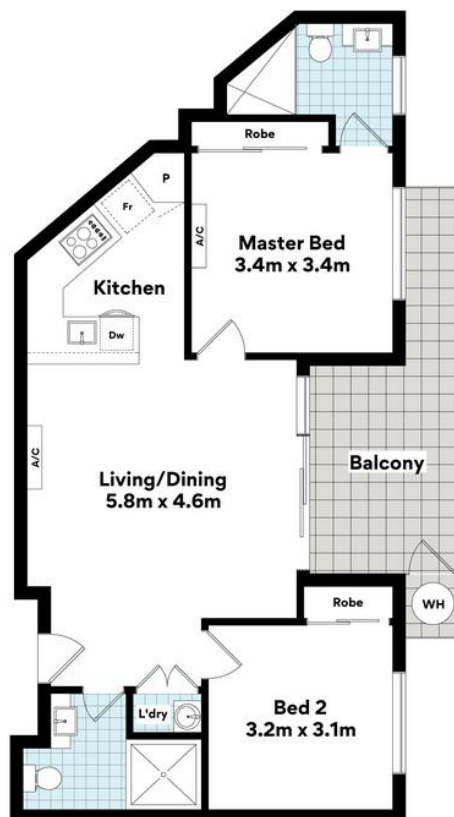 Robe
P
Fr
A/C
Master Bed
3.4m x 3.4m
Kitchen
Dw
A/C
Living/Dining
5.8m x 4.6m
Balcony
WH
Robe
L'dry
Bed 2
3.2m x 3.1m